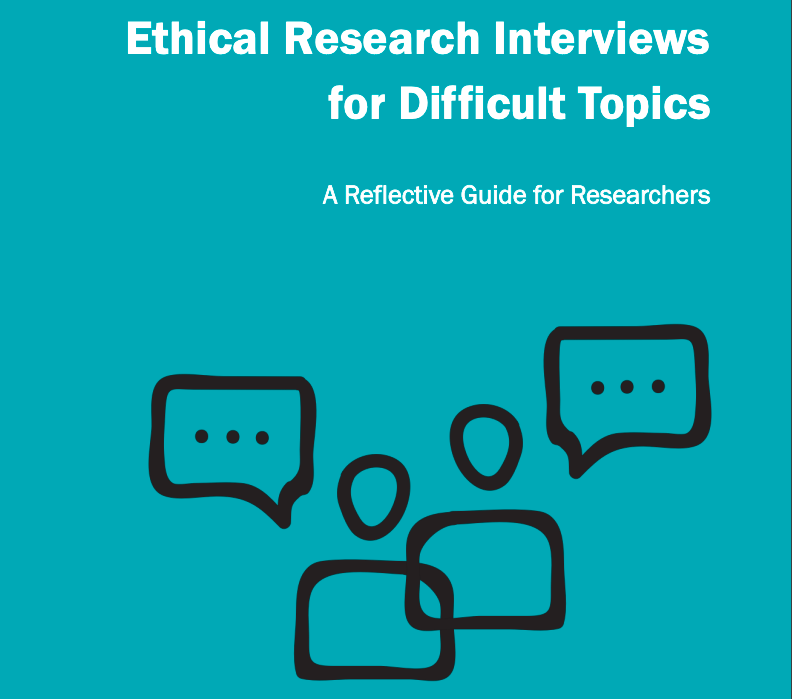 Ethical Research Interviews
for Difficult Topics
A Reflective Guide for Researchers